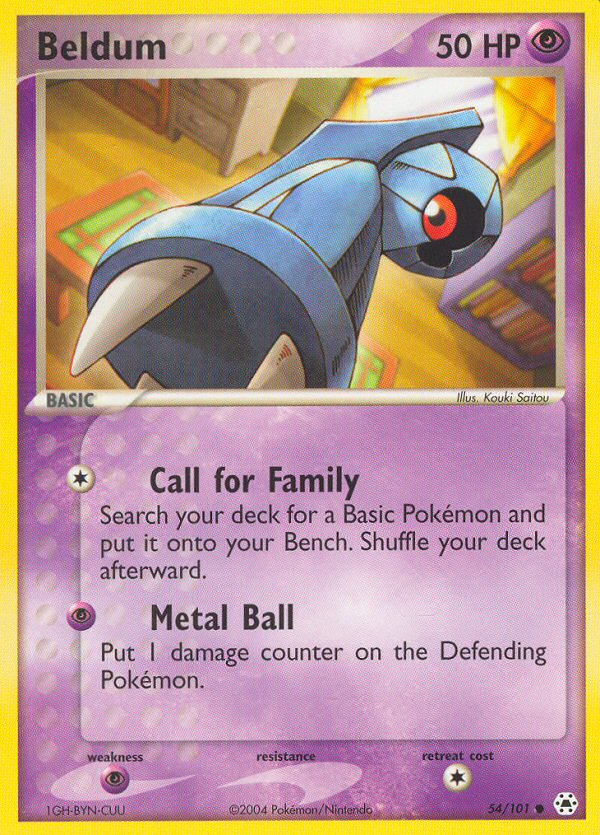 Beldum
50 HP
BASIC
Illus. Kouki Saitou
Call for Family
Search your deck for a Basic Pokémon and
put it onto your Bench. Shuffle your deck
afterward.
Metal Ball
Put 1 damage counter on the Defending
Pokémon.
weakness
resistance
retreat cost
1GH-BYN-CUU
©2004 Pokémon/Nintendo
54/101